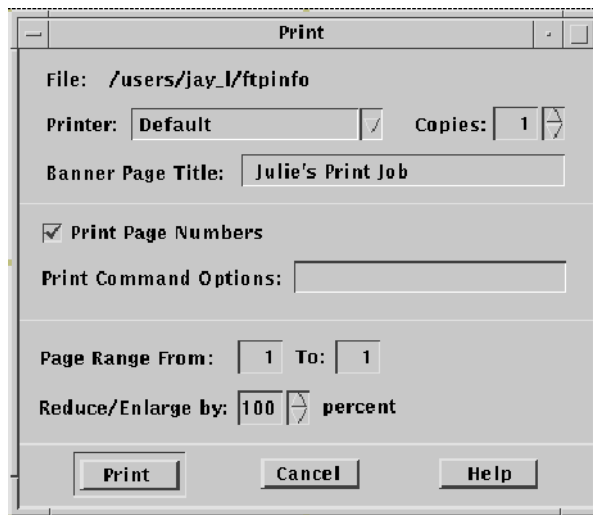 Print
File: /users/jay_l/ftpinfo
Printer: Default Copies: 1
Banner Page Title: Julie's Print Job
Print Page Numbers
Print Command Options:
Page Range From: 1 To: 1
Reduce/Enlarge by: 100 percent
Print Cancel Help